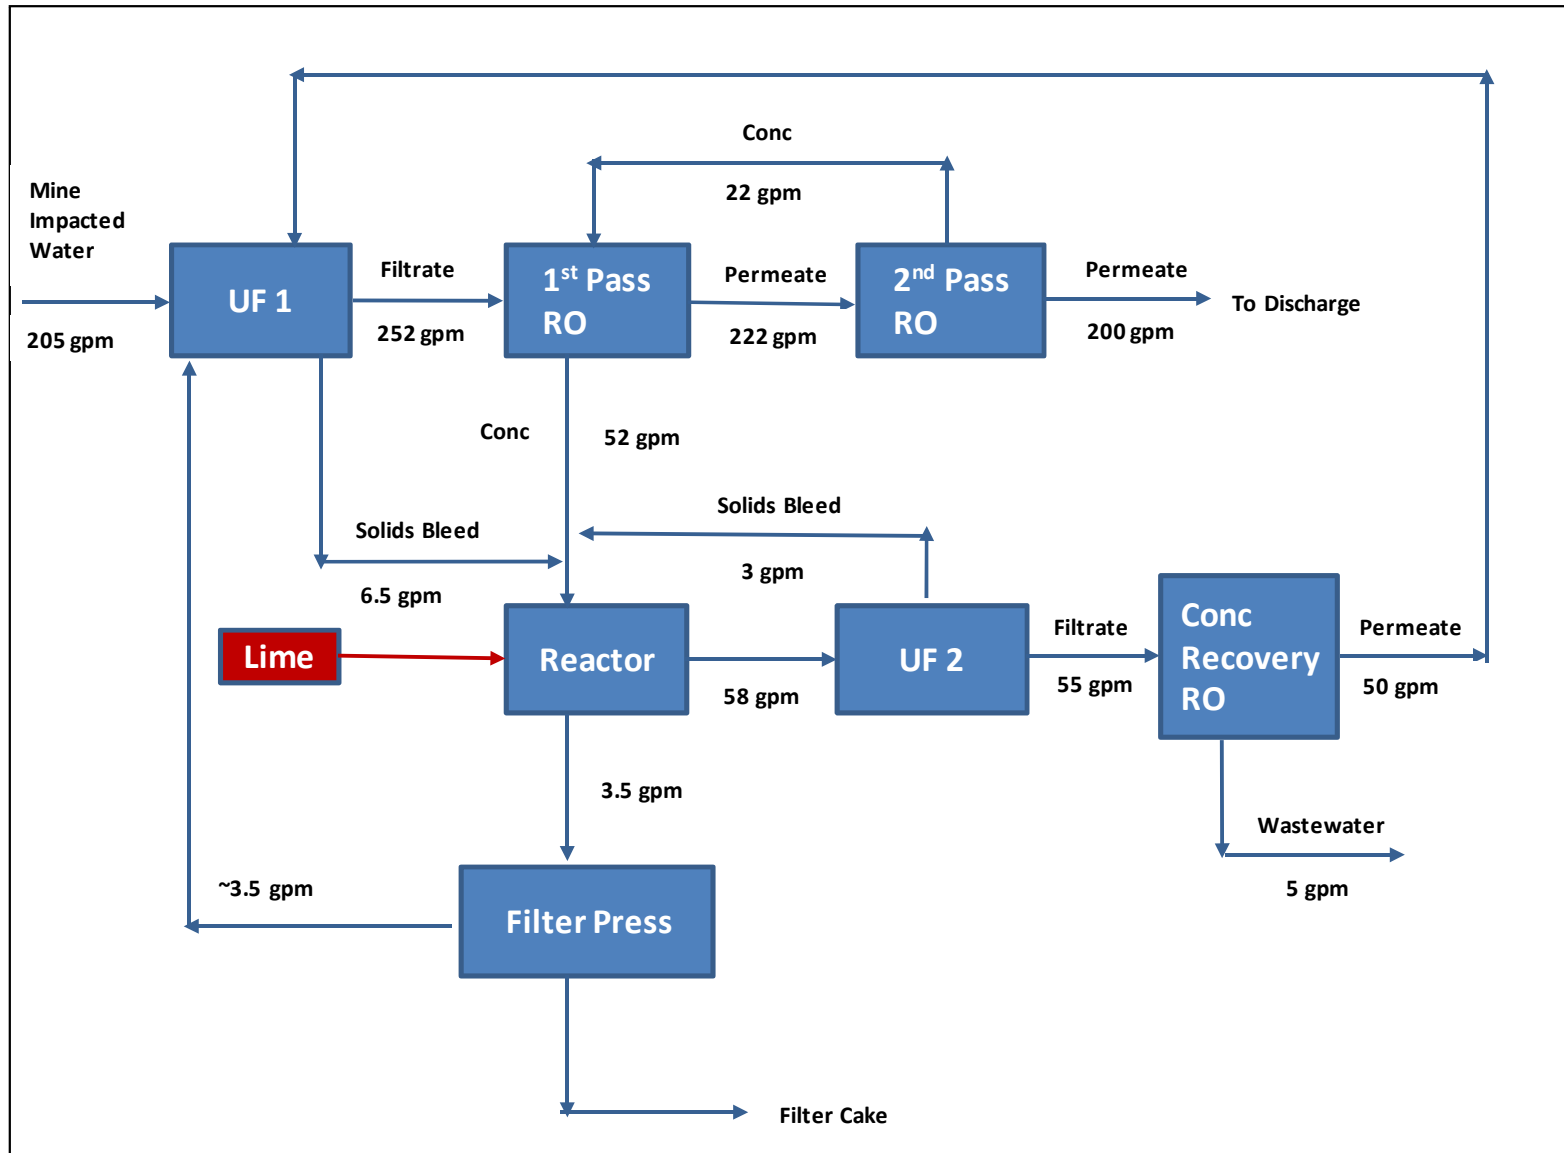 Conc
22 gpm
Mine
Impacted
Water
205 gpm
UF 1
Filtrate
252 gpm
1st Pass
RO
Permeate
222 gpm
2nd Pass
RO
Permeate
200 gpm
To Discharge
Conc
52 gpm
Solids Bleed
6.5 gpm
Solids Bleed
3 gpm
Lime
Reactor
58 gpm
UF 2
Filtrate
55 gpm
Conc
Recovery
RO
Permeate
50 gpm
3.5 gpm
Wastewater
5 gpm
~3.5 gpm
Filter Press
Filter Cake